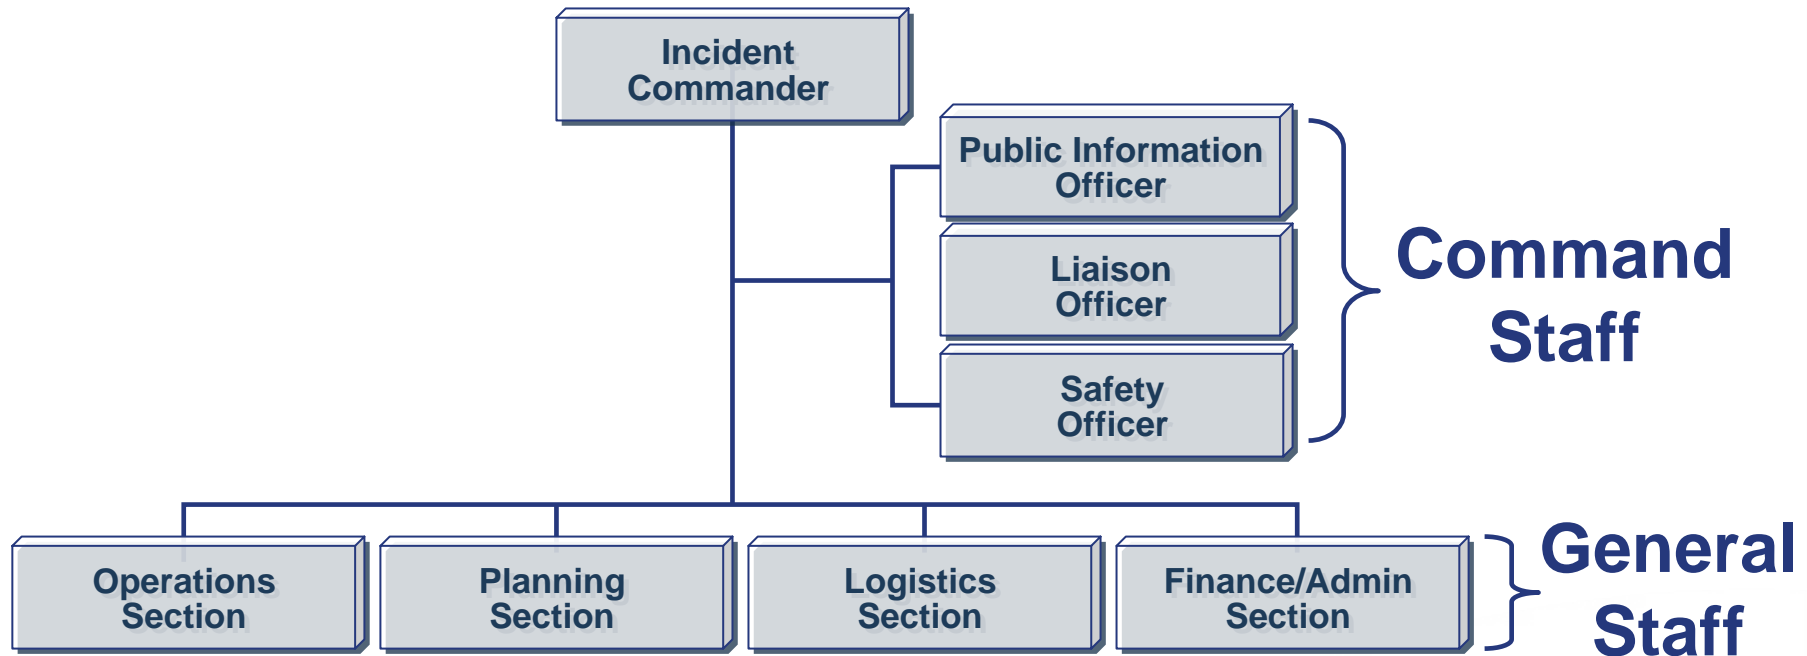 Incident
Commander
Public Information
Officer
Liaison
Officer
Safety
Officer
Command
Staff
Operations
Section
Planning
Section
Logistics
Section
Finance/Admin
Section
General
Staff